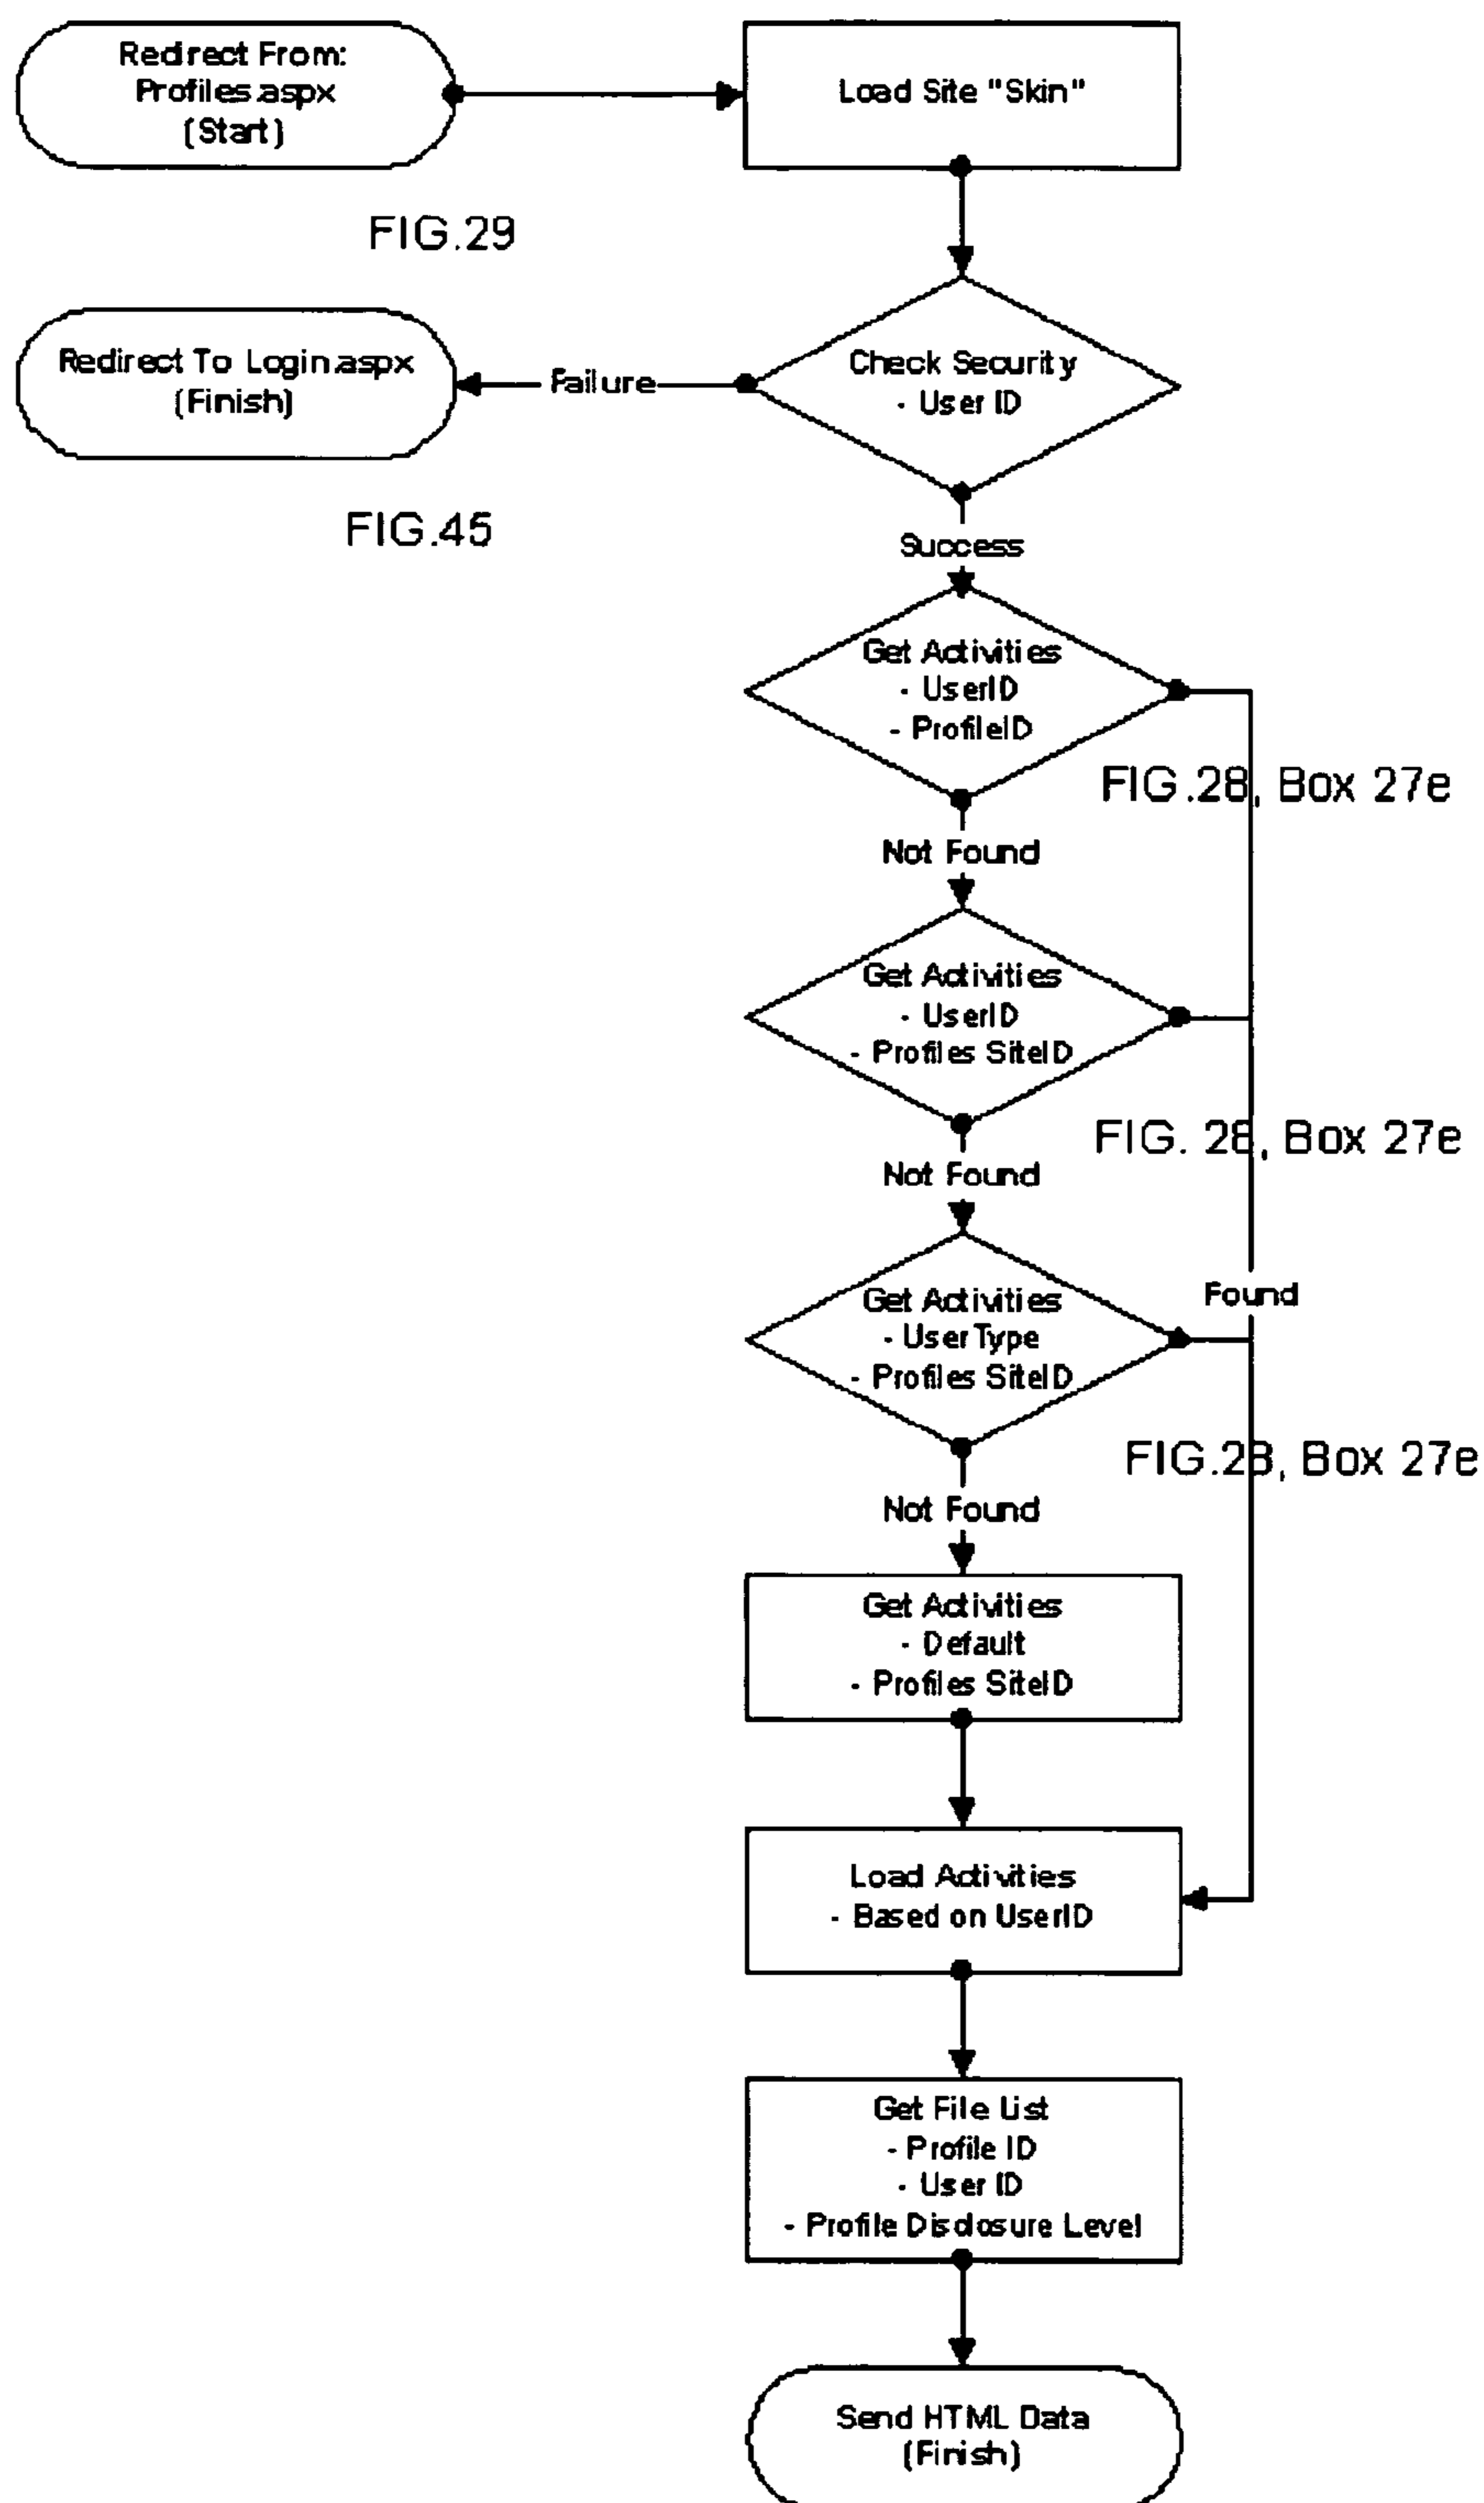 Redirect From:
Profiles.aspx
(Start)
Load Site "Skin"
FIG.29
Redirect To Login.aspx
(Finish)
Failure
Check Security
- User ID
FIG.45
Success
Get Activities
- UserID
- ProfileID
FIG.28, Box 27e
Not Found
Get Activities
- UserID
- Profiles SiteID
FIG. 28, Box 27e
Not Found
Get Activities
- UserType
- Profiles SiteID
Found
FIG.28, Box 27e
Not Found
Get Activities
- Default
- Profiles SiteID
Load Activities
- Based on UserID
Get File List
- Profile ID
- User ID
- Profile Disclosure Level
Send HTML Data
(Finish)